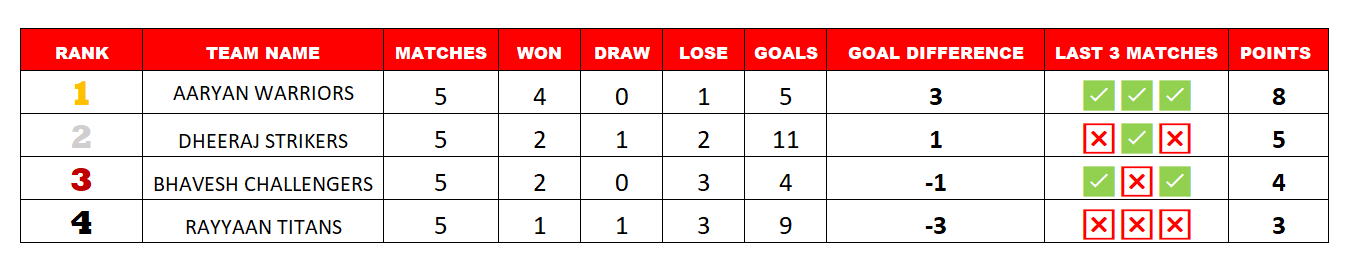 RANK TEAM NAME MATCHES WON DRAW LOSE GOALS GOAL DIFFERENCE LAST 3 MATCHES POINTS
1 AARYAN WARRIORS 5 4 0 1 5 3 8
2 DHEERAJ STRIKERS 5 2 1 2 11 1 5
3 BHAVESH CHALLENGERS 5 2 0 3 4 -1 4
4 RAYYAAN TITANS 5 1 1 3 9 -3 3